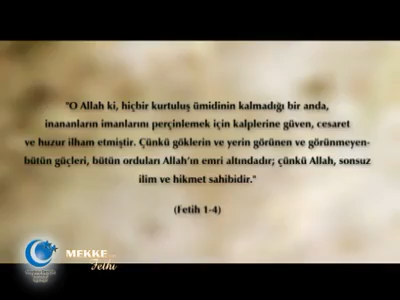 "O Allah ki, hiçbir kurtuluş ümidinin kalmadığı bir anda,
inananların imanlarını perçinlemek için kalplerine güven, cesaret
ve huzur ilham etmiştir. Çünkü göklerin ve yerin görünen ve görünmeyen-
bütün güçleri, bütün orduları Allah'ın emri altındadır; çünkü Allah, sonsuz
ilim ve hikmet sahibidir."
(Fetih 1-4)
MEKKE
Fethi